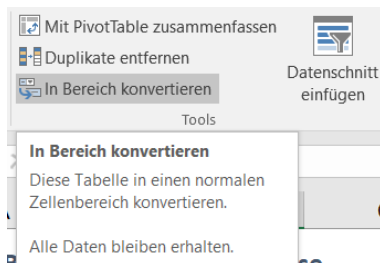 Mit PivotTable zusammenfassen
Duplikate entfernen
In Bereich konvertieren
Datenschnitt
einfügen
Tools
In Bereich konvertieren
Diese Tabelle in einen normalen
Zellenbereich konvertieren.
Alle Daten bleiben erhalten.